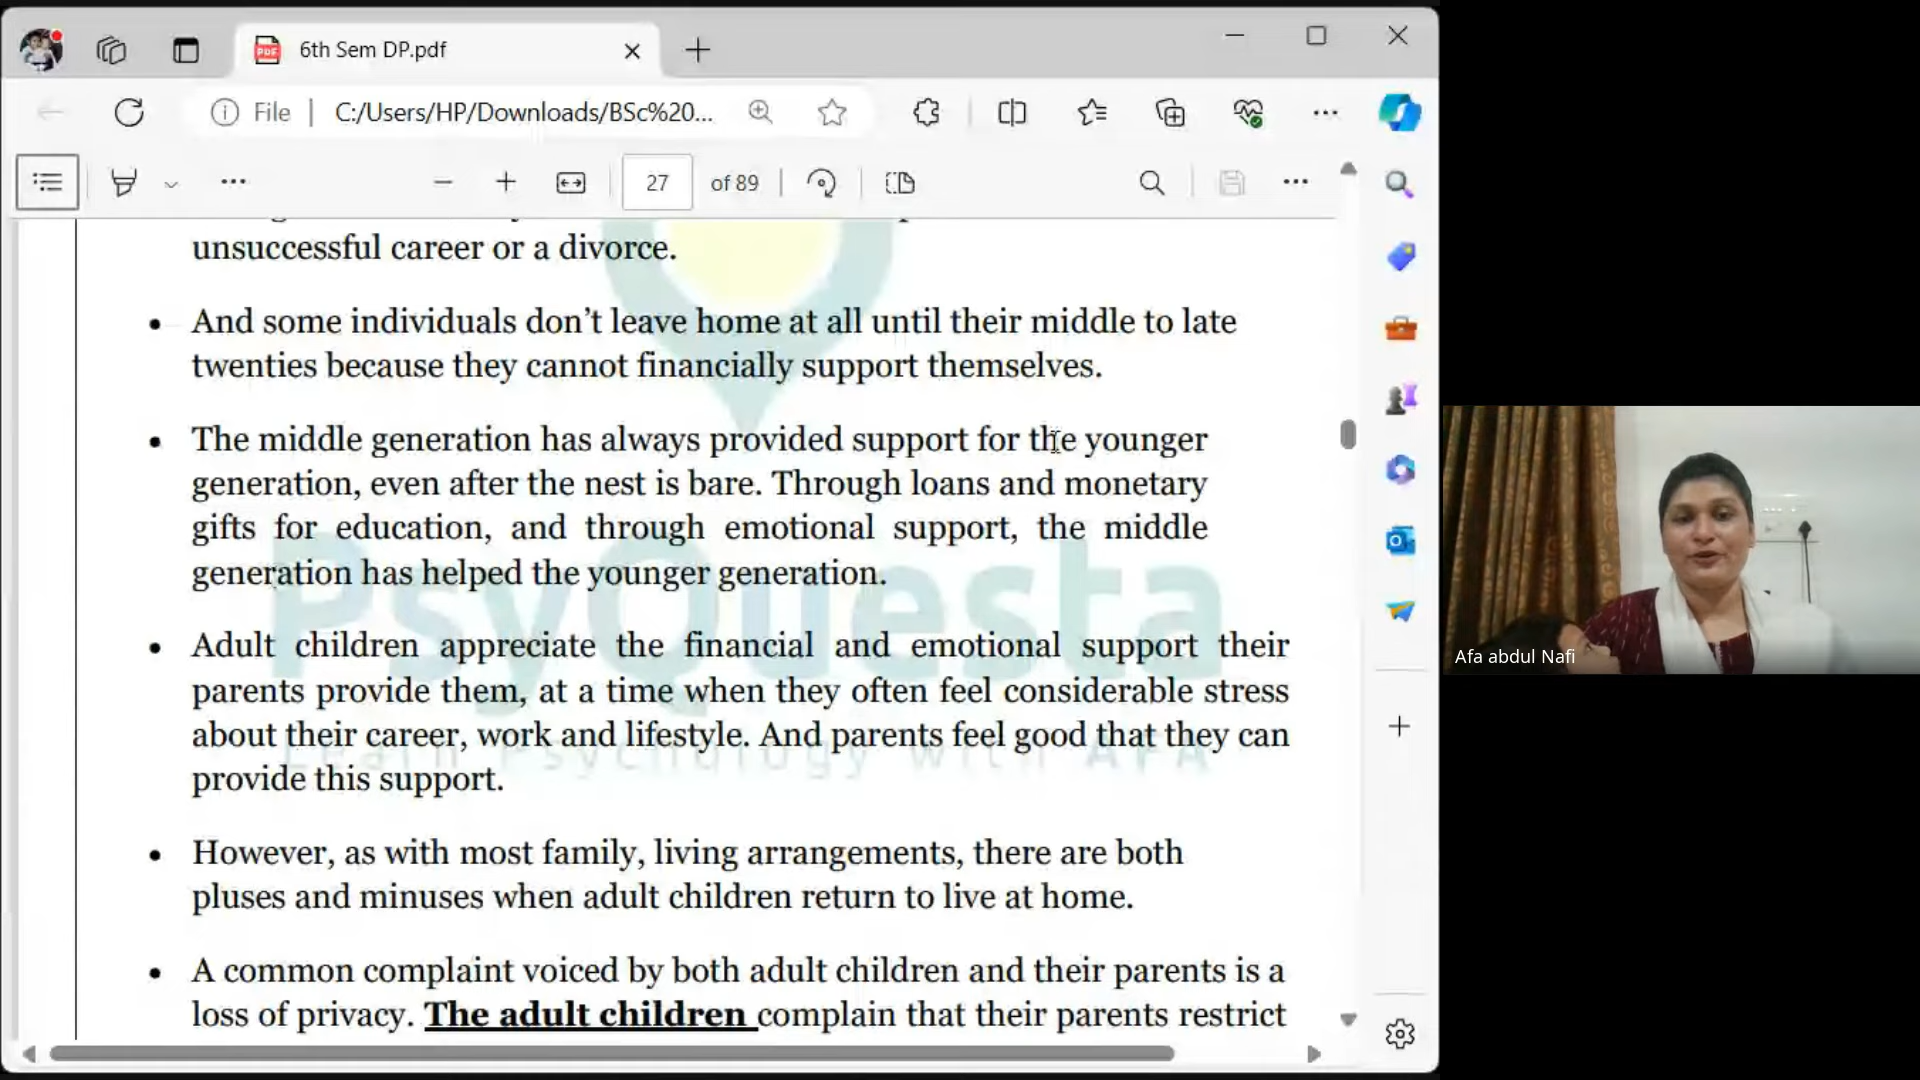 6th Sem DP.pdf
File
C:/Users/HP/Downloads/BSc%20...
27 of 89
unsuccessful career or a divorce.
• And some individuals don’t leave home at all until their middle to late
twenties because they cannot financially support themselves.
• The middle generation has always provided support for the younger
generation, even after the nest is bare. Through loans and monetary
gifts for education, and through emotional support, the middle
generation has helped the younger generation.
• Adult children appreciate the financial and emotional support their
parents provide them, at a time when they often feel considerable stress
about their career, work and lifestyle. And parents feel good that they can
provide this support.
• However, as with most family, living arrangements, there are both
pluses and minuses when adult children return to live at home.
• A common complaint voiced by both adult children and their parents is a
loss of privacy. The adult children complain that their parents restrict
PsyQuesta
Learn Psychology with AFA
Afa abdul Nafi